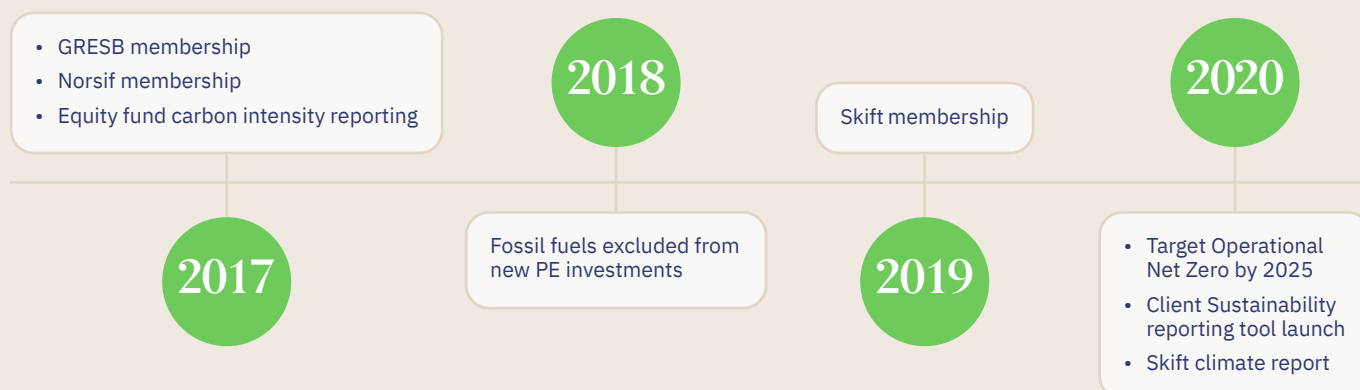 • GRESB membership
• Norsif membership
• Equity fund carbon intensity reporting
2017
2018
Fossil fuels excluded from
new PE investments
Skift membership
2019
2020
• Target Operational
Net Zero by 2025
• Client Sustainability
reporting tool launch
• Skift climate report